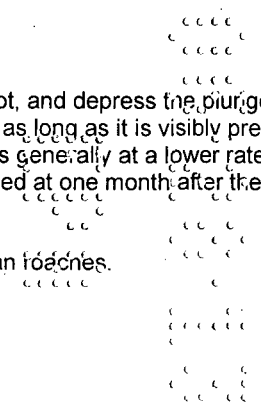 ot, and depress the plunge
as long as it is visibly pre
s generally at a lower rate
ed at one month after the
an roaches.